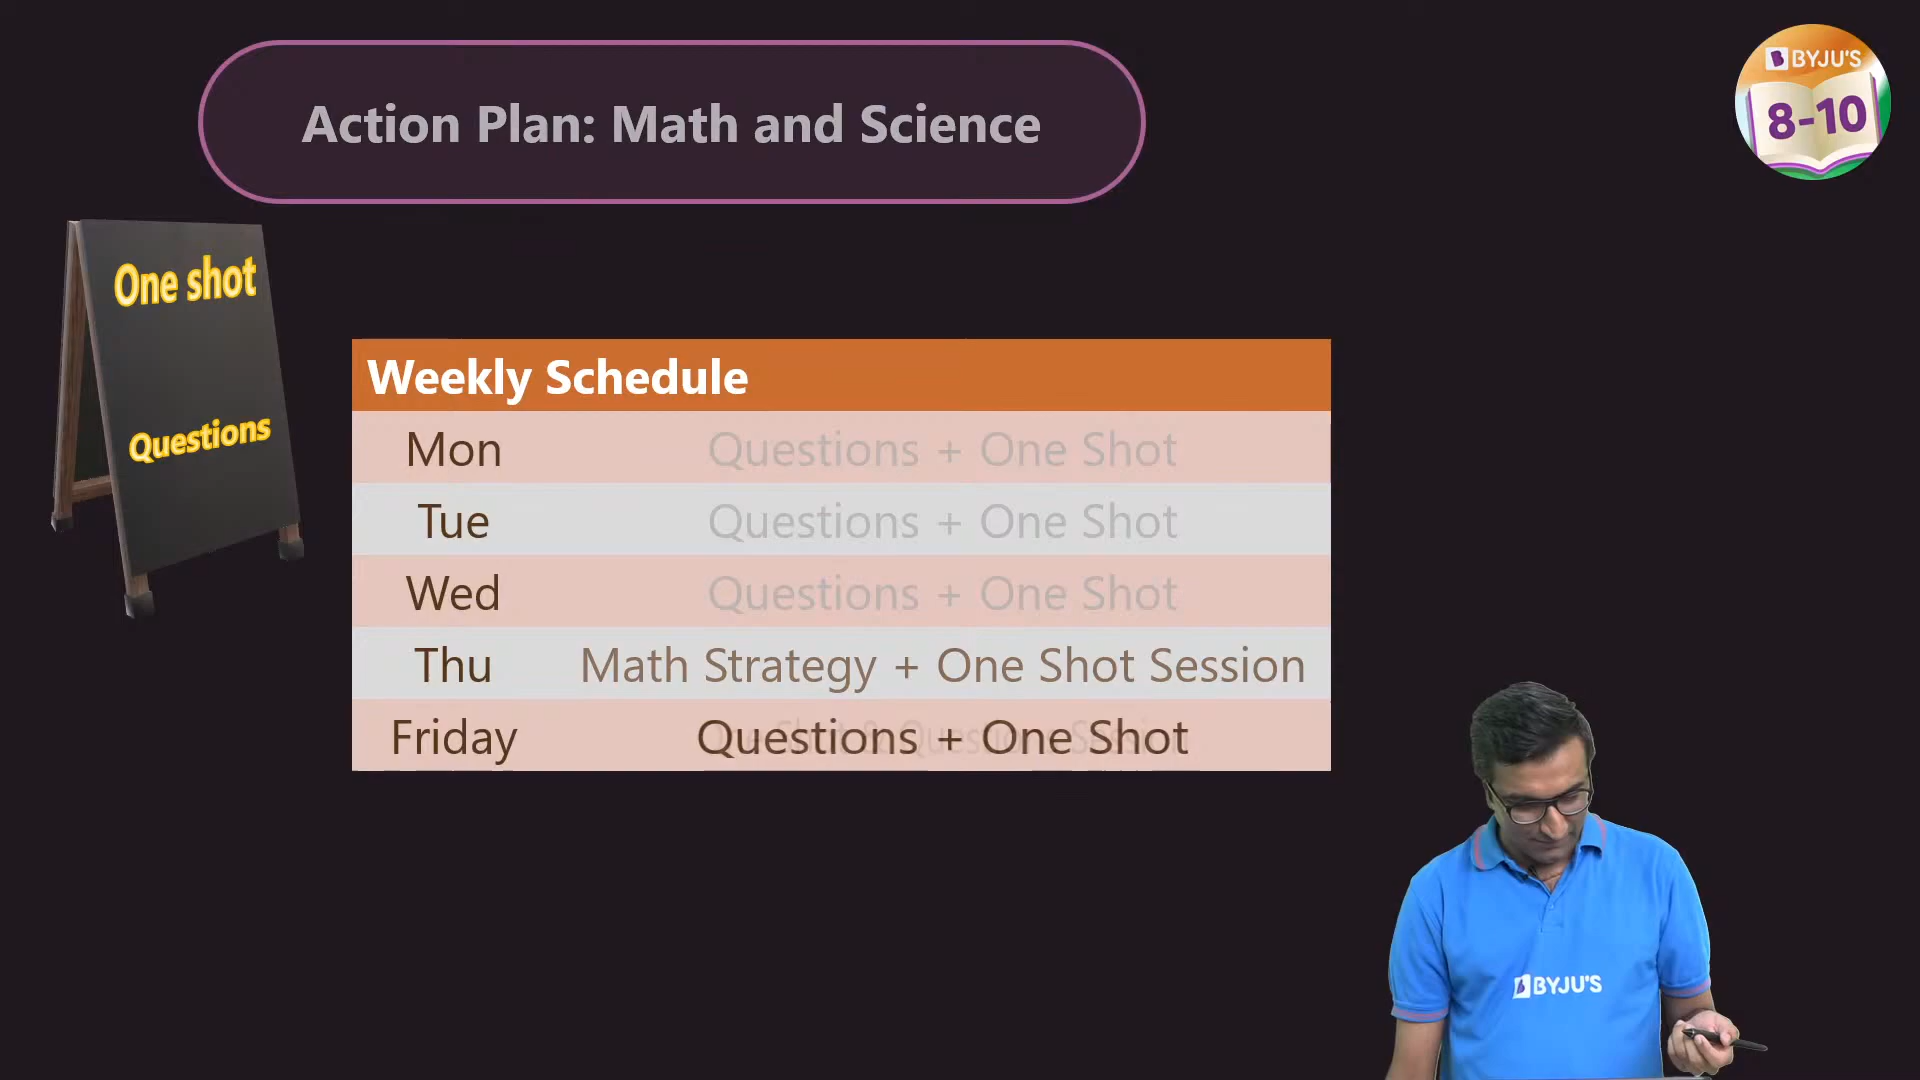 Action Plan: Math and Science
BYJU'S
8-10
One shot
Questions
Weekly Schedule
Mon Questions + One Shot
Tue Questions + One Shot
Wed Questions + One Shot
Thu Math Strategy + One Shot Session
Friday Questions + One Shot
BYJU'S